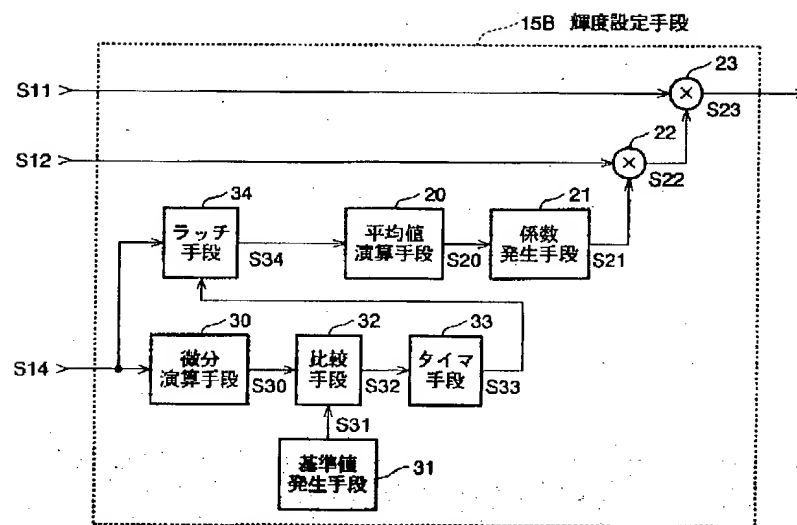 15B 輝度設定手段
23
S11
S23
22
S12
S22
34
ラッチ
手段
S34
20
平均値
演算手段
S20
21
係数
発生手段
S21
S14
30
微分
演算手段
S30
32
比較
手段
S32
33
タイマ
手段
S33
S31
基準値
発生手段
31